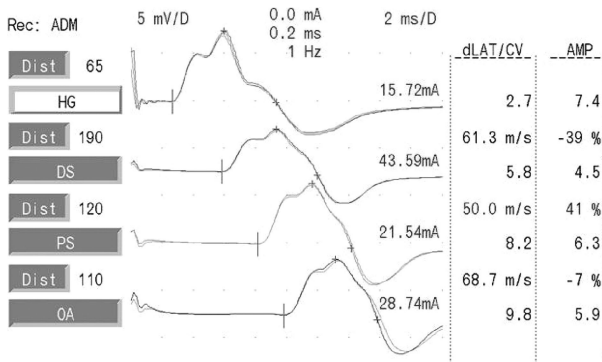 Rec: ADM 5 mV/D 0.0 mA 2 ms/D
0.2 ms
1 Hz
dLAT/CV AMP
Dist 65
HG 15.72mA 2.7 7.4
Dist 190 61.3 m/s -39 %
DS 43.59mA 5.8 4.5
Dist 120 50.0 m/s 41 %
PS 21.54mA 8.2 6.3
Dist 110 68.7 m/s -7 %
OA 28.74mA 9.8 5.9